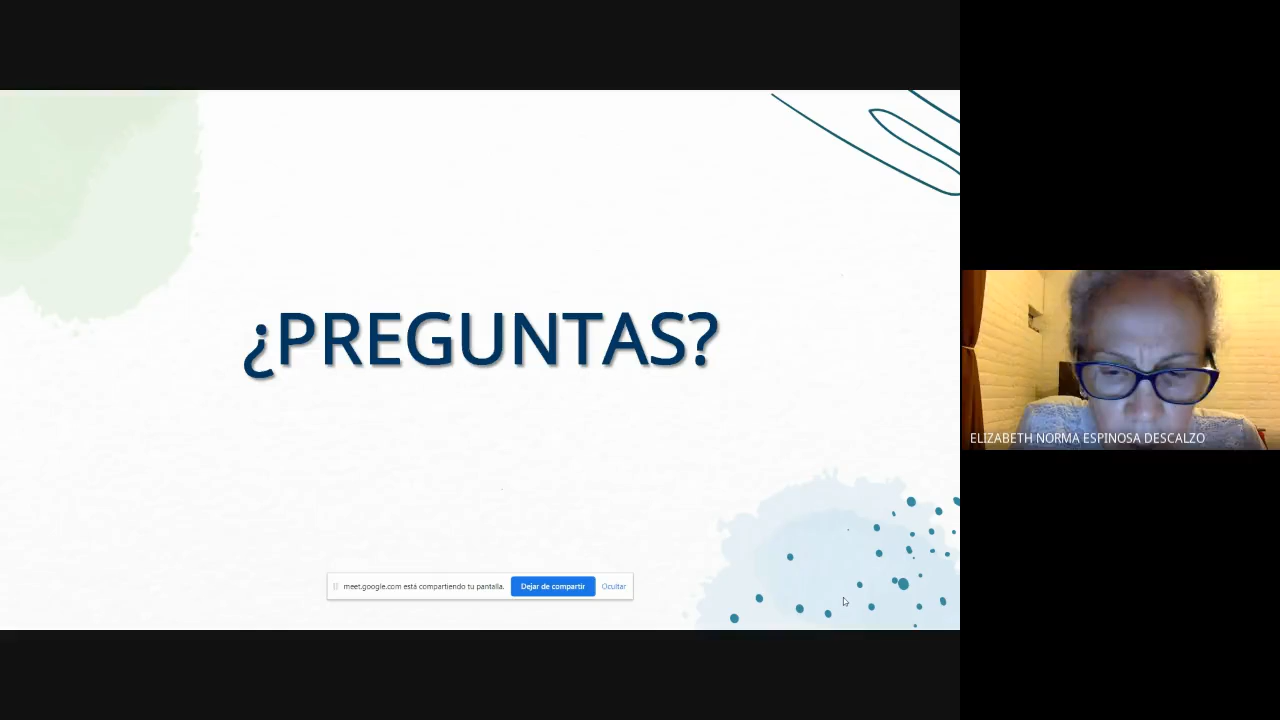 ¿PREGUNTAS?
meet.google.com está compartiendo tu pantalla.
Dejar de compartir
Ocultar
ELIZABETH NORMA ESPINOSA DESCALZO